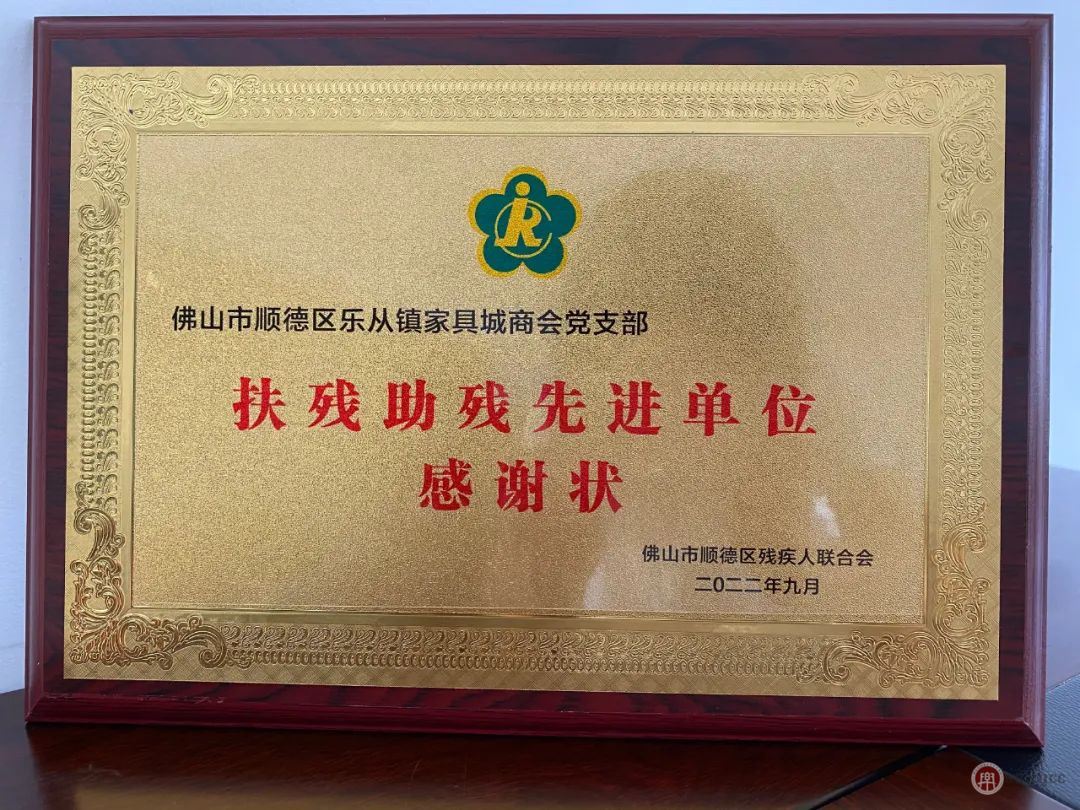 佛山市顺德区乐从镇家具城商会党支部
扶残助残先进单位
感谢状
佛山市顺德区残疾人联合会
二〇二二年九月